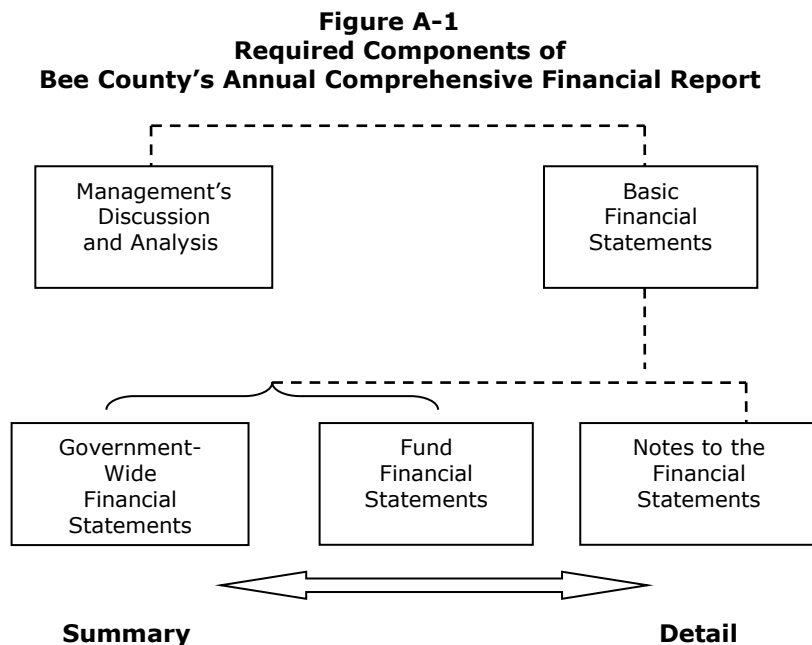 Figure A-1
Required Components of
Bee County’s Annual Comprehensive Financial Report
Management’s
Discussion
and Analysis
Basic
Financial
Statements
Government-
Wide
Financial
Statements
Fund
Financial
Statements
Notes to the
Financial
Statements
Summary
Detail